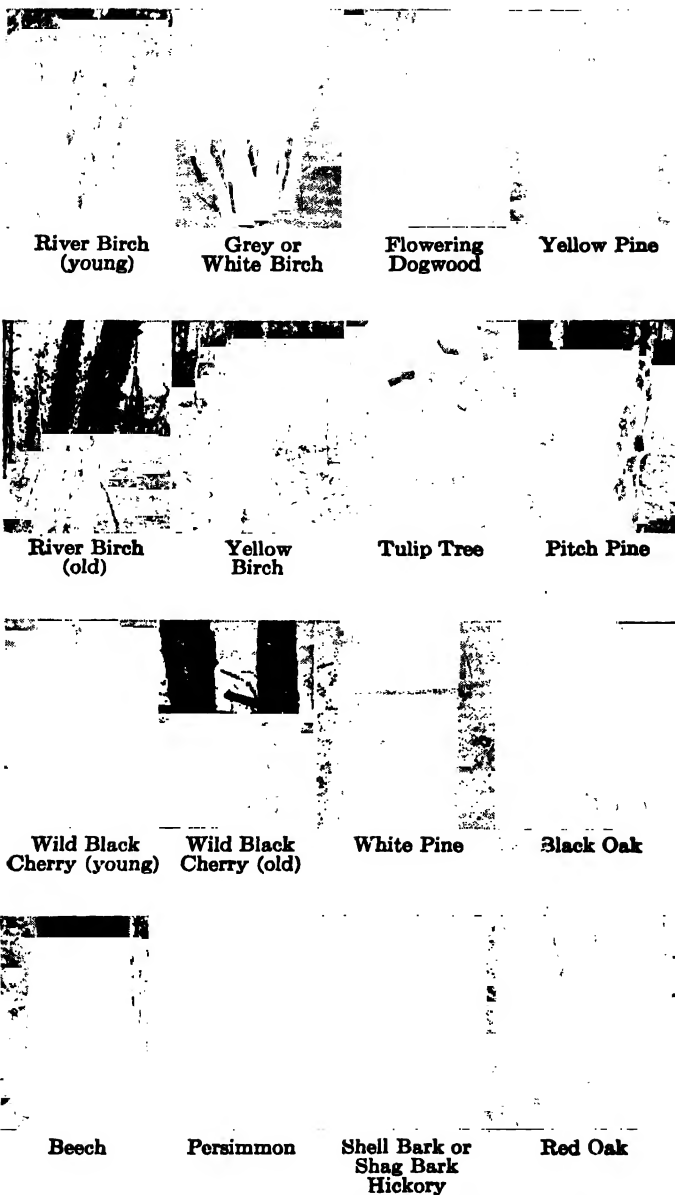 River Birch
(young)
Grey or
White Birch
Flowering
Dogwood
Yellow Pine
River Birch
(old)
Yellow
Birch
Tulip Tree
Pitch Pine
Wild Black
Cherry (young)
Wild Black
Cherry (old)
White Pine
Black Oak
Beech
Persimmon
Shell Bark or
Shag Bark
Hickory
Red Oak